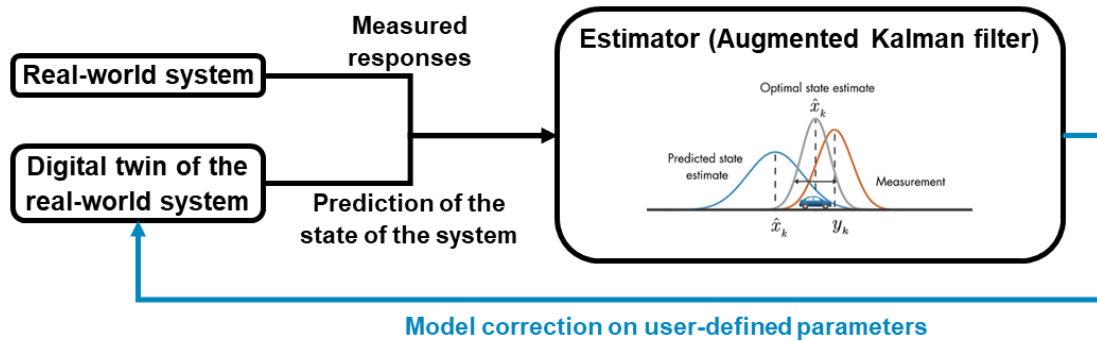 Measured
responses
Real-world system
Digital twin of the
real-world system
Prediction of the
state of the system
Estimator (Augmented Kalman filter)
Optimal state estimate
x̂ₖ
Predicted state
estimate
Measurement
x̂ₖ
yₖ
Model correction on user-defined parameters